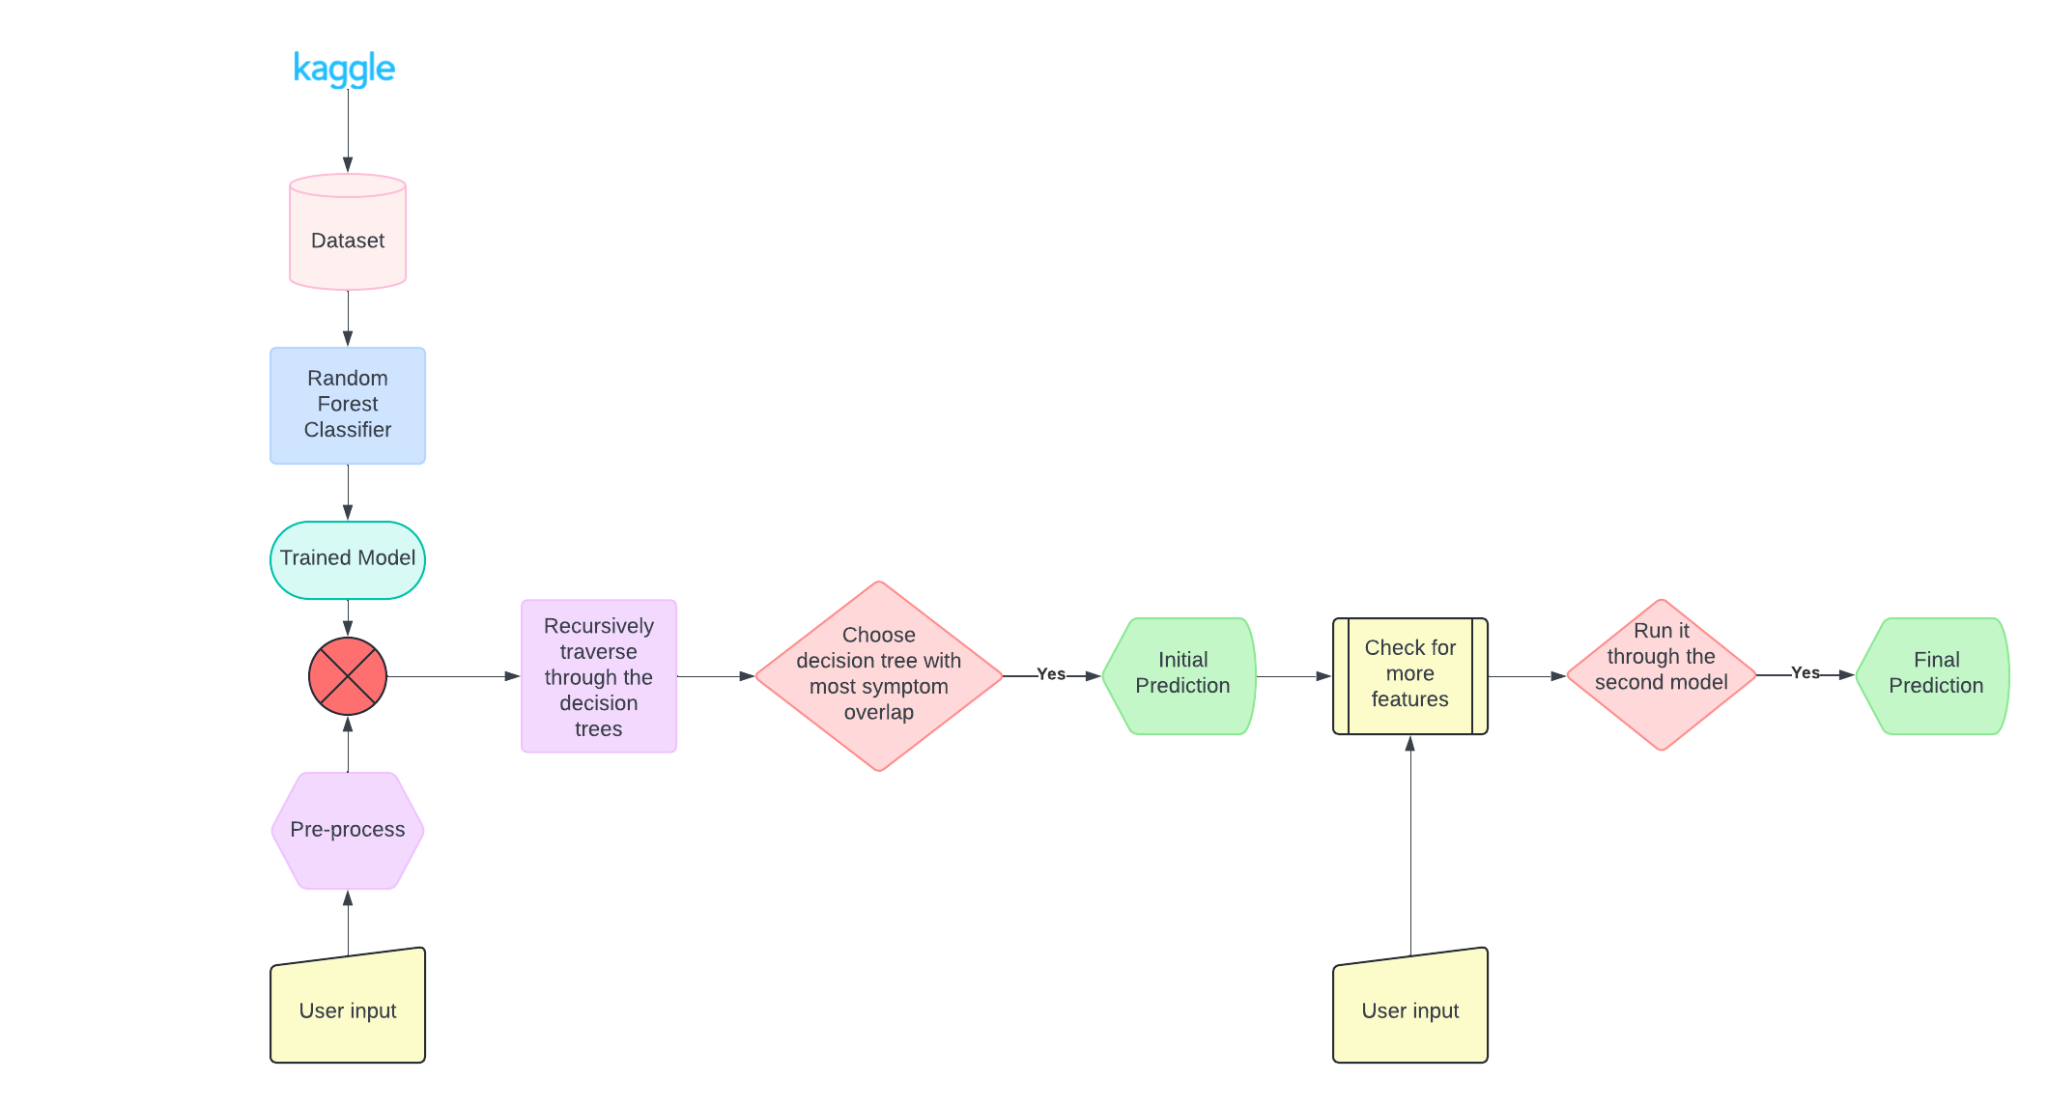 kaggle
Dataset
Random
Forest
Classifier
Trained Model
Recursively
traverse
through the
decision
trees
Choose
decision tree with
most symptom
overlap
Yes
Initial
Prediction
Check for
more
features
Run it
through the
second model
Yes
Final
Prediction
Pre-process
User input
User input